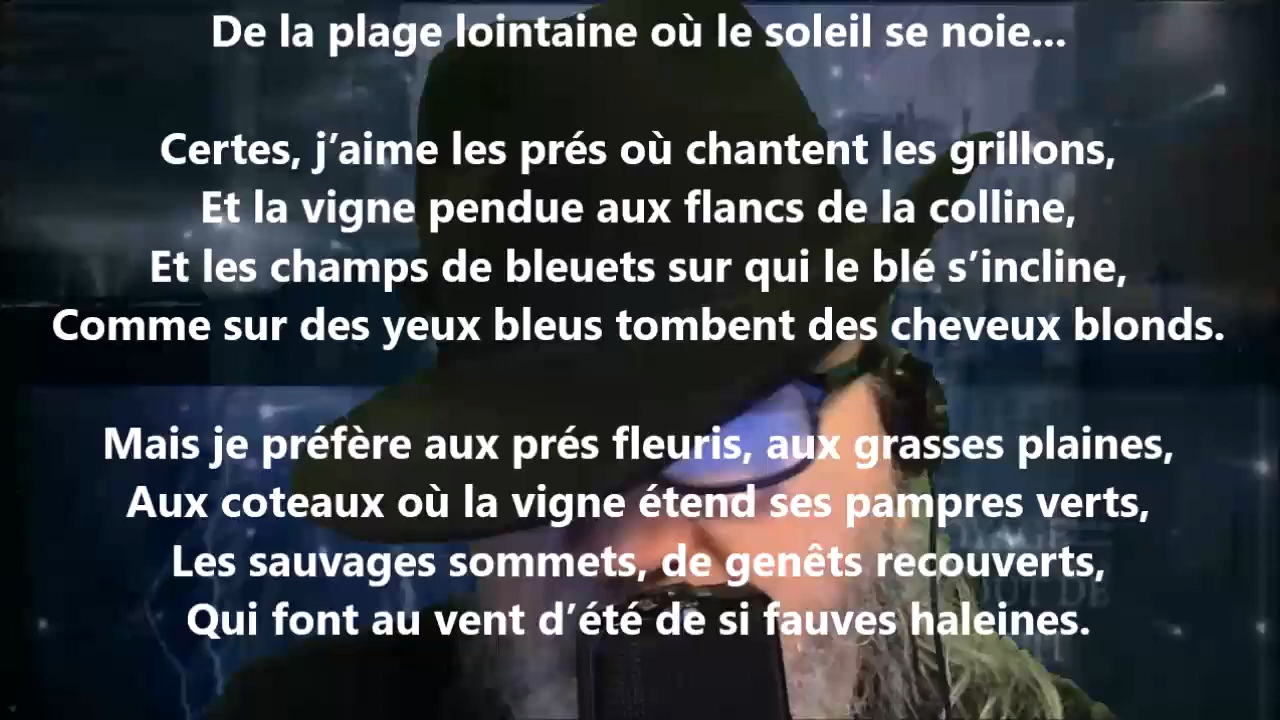 De la plage lointaine où le soleil se noie...
Certes, j’aime les prés où chantent les grillons,
Et la vigne pendue aux flancs de la colline,
Et les champs de bleuets sur qui le blé s’incline,
Comme sur des yeux bleus tombent des cheveux blonds.
Mais je préfère aux prés fleuris, aux grasses plaines,
Aux coteaux où la vigne étend ses pampres verts,
Les sauvages sommets, de genêts recouverts,
Qui font au vent d’été de si fauves haleines.